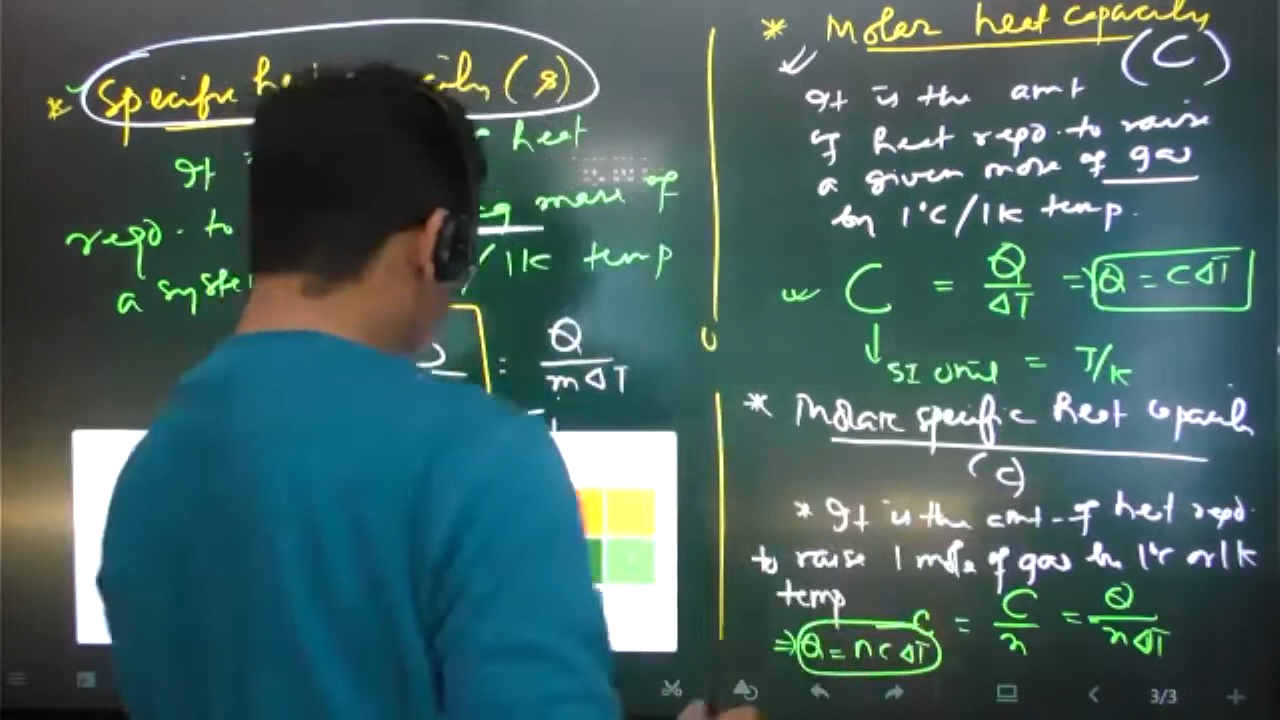 * Specific (s)
It heat
reqd. to mass of
a /1K temp
: Q / mΔT
* Molar heat capacity
(C)
It is the amt
of heat reqd. to raise
a given mole of gas
by 1°C/1K temp.
C = Q/ΔT ⇒ Q = CΔT
↓
SI unit = J/K
* Molar specific heat capacity
(c)
* It is the amt. of heat reqd.
to raise 1 mole of gas by 1°C or 1K
temp
c = C/n = Q/nΔT
⇒ Q = ncΔT
3/3